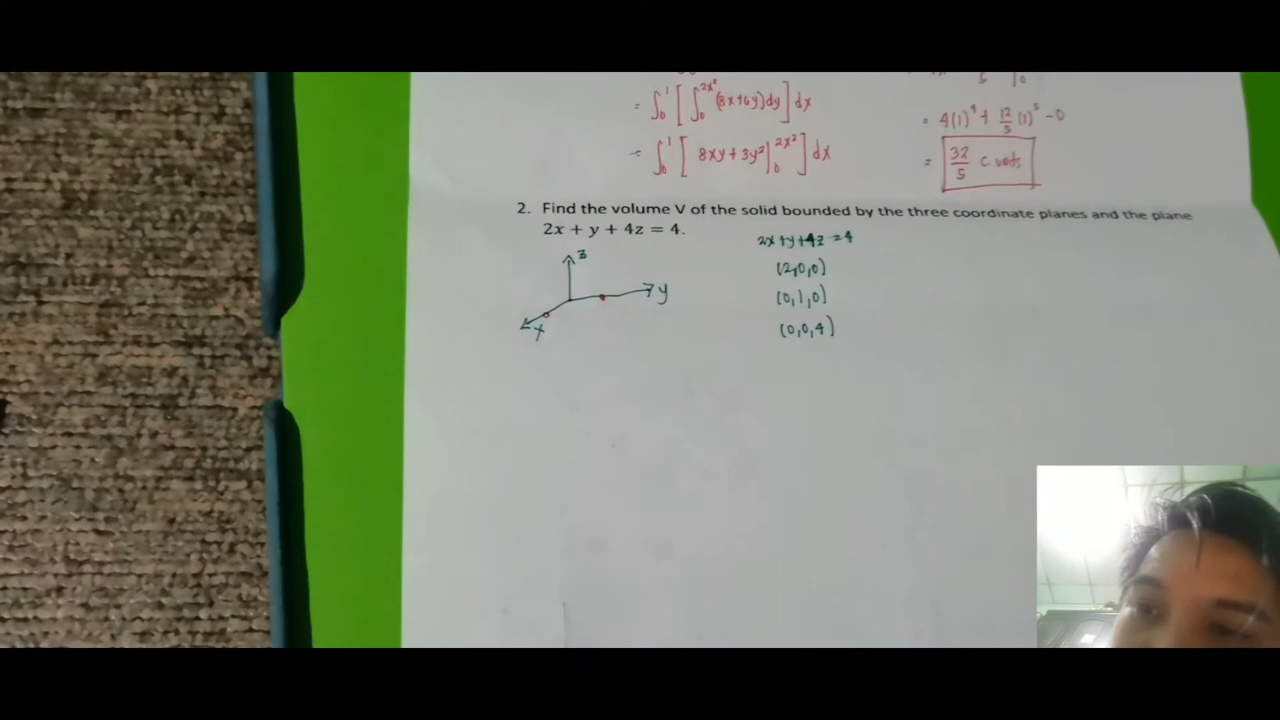 = ∫₀¹ [ ∫₀^2x² (8x+6y)dy ] dx
= ∫₀¹ [ 8xy + 3y² |₀^2x² ] dx
5 |0
= 4(1)⁴ + 12/5 (1)⁵ - 0
= 32/5 c units
2. Find the volume V of the solid bounded by the three coordinate planes and the plane
2x + y + 4z = 4.
2x + y + 4z = 4
(2,0,0)
(0,1,0)
(0,0,4)
z
y
x